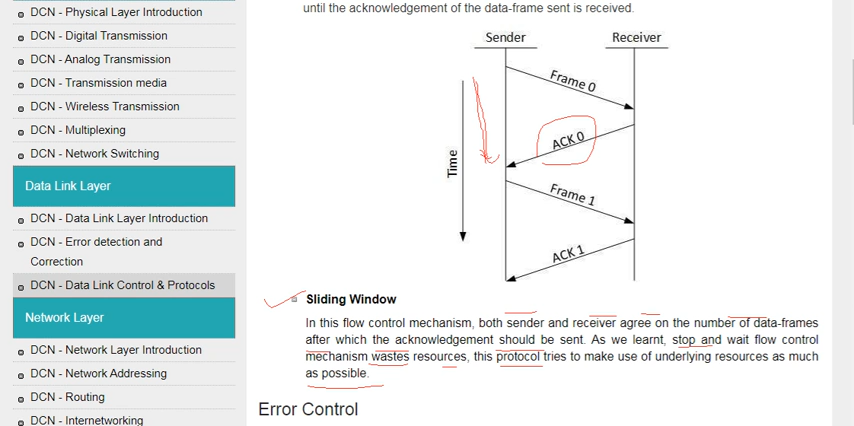 DCN - Physical Layer Introduction
DCN - Digital Transmission
DCN - Analog Transmission
DCN - Transmission media
DCN - Wireless Transmission
DCN - Multiplexing
DCN - Network Switching
Data Link Layer
DCN - Data Link Layer Introduction
DCN - Error detection and
Correction
DCN - Data Link Control & Protocols
Network Layer
DCN - Network Layer Introduction
DCN - Network Addressing
DCN - Routing
DCN - Internetworking
until the acknowledgement of the data-frame sent is received.
Sender
Receiver
Frame 0
ACK 0
Time
Frame 1
ACK 1
Sliding Window
In this flow control mechanism, both sender and receiver agree on the number of data-frames
after which the acknowledgement should be sent. As we learnt, stop and wait flow control
mechanism wastes resources, this protocol tries to make use of underlying resources as much
as possible.
Error Control